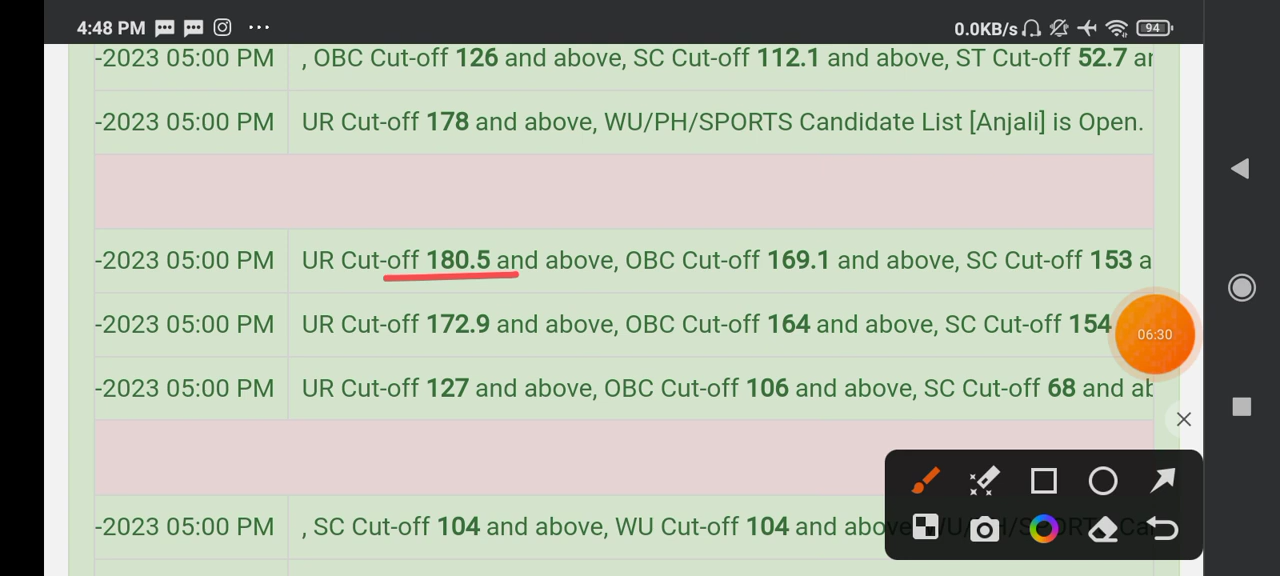 4:48 PM ... 0.0KB/s 94
-2023 05:00 PM , OBC Cut-off 126 and above, SC Cut-off 112.1 and above, ST Cut-off 52.7 ar
-2023 05:00 PM UR Cut-off 178 and above, WU/PH/SPORTS Candidate List [Anjali] is Open.
-2023 05:00 PM UR Cut-off 180.5 and above, OBC Cut-off 169.1 and above, SC Cut-off 153 a
-2023 05:00 PM UR Cut-off 172.9 and above, OBC Cut-off 164 and above, SC Cut-off 154
06:30
-2023 05:00 PM UR Cut-off 127 and above, OBC Cut-off 106 and above, SC Cut-off 68 and ab
-2023 05:00 PM , SC Cut-off 104 and above, WU Cut-off 104 and above, WU/PH/SPORTS Ca